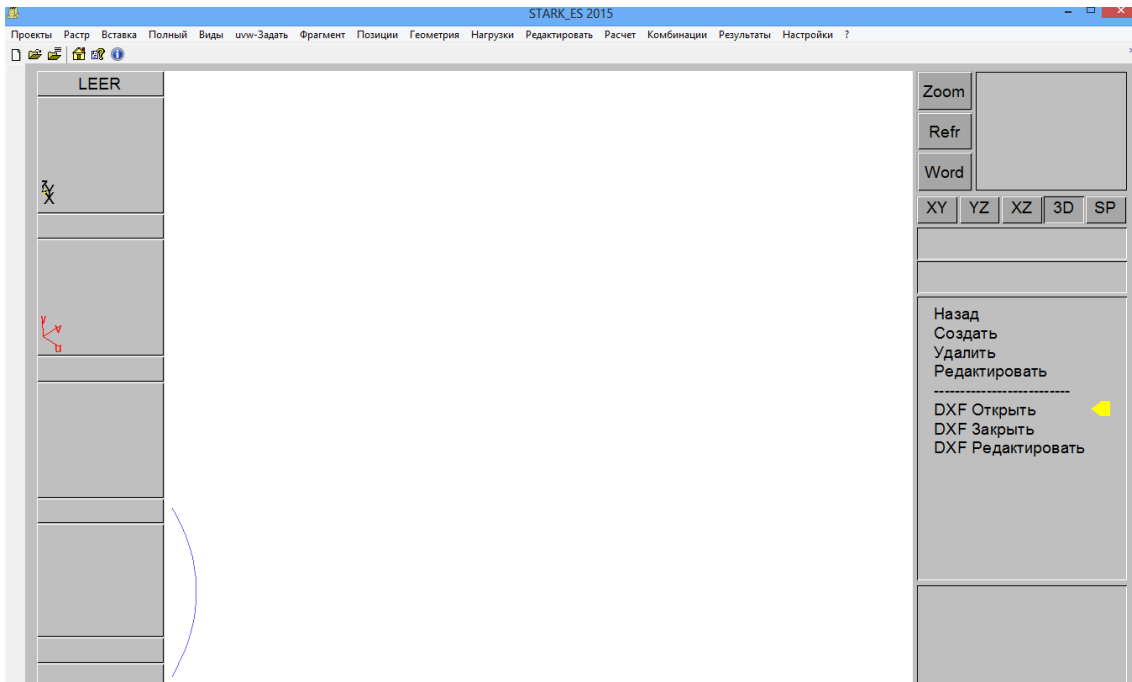 STARK_ES 2015
Проекты Растр Вставка Полный Виды uvw-Задать Фрагмент Позиции Геометрия Нагрузки Редактировать Расчет Комбинации Результаты Настройки ?
LEER
Zoom
Refr
Word
XY YZ XZ 3D SP
Назад
Создать
Удалить
Редактировать
--------------------------
DXF Открыть
DXF Закрыть
DXF Редактировать